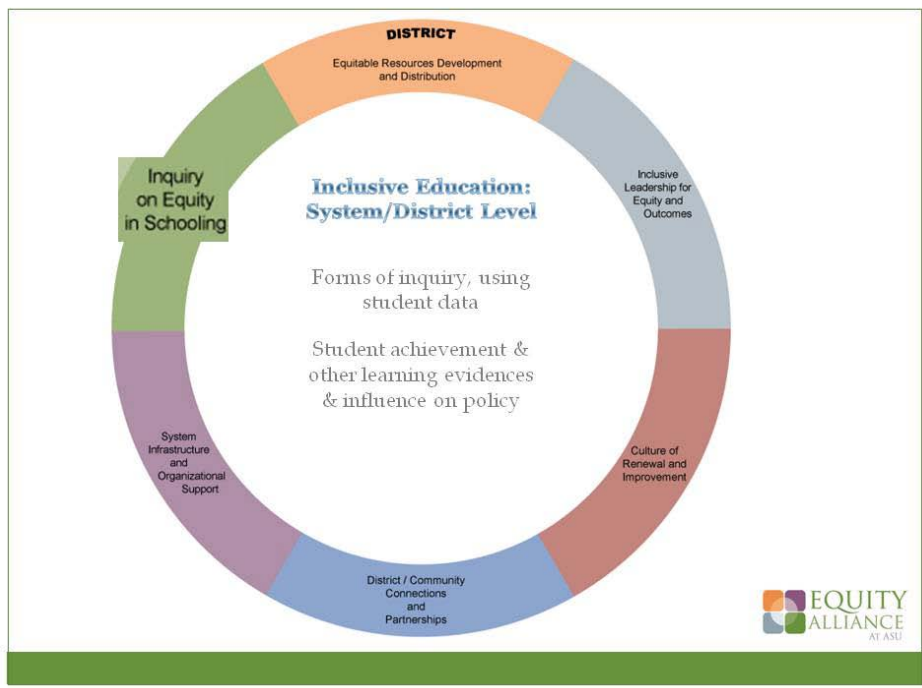 DISTRICT
Equitable Resources Development
and Distribution
Inquiry
on Equity
in Schooling
Inclusive Education:
System/District Level
Inclusive
Leadership for
Equity and
Outcomes
Forms of inquiry, using
student data
Student achievement &
other learning evidences
& influence on policy
System
Infrastructure
and
Organizational
Support
Culture of
Renewal and
Improvement
District / Community
Connections
and
Partnerships
EQUITY
ALLIANCE
AT ASU